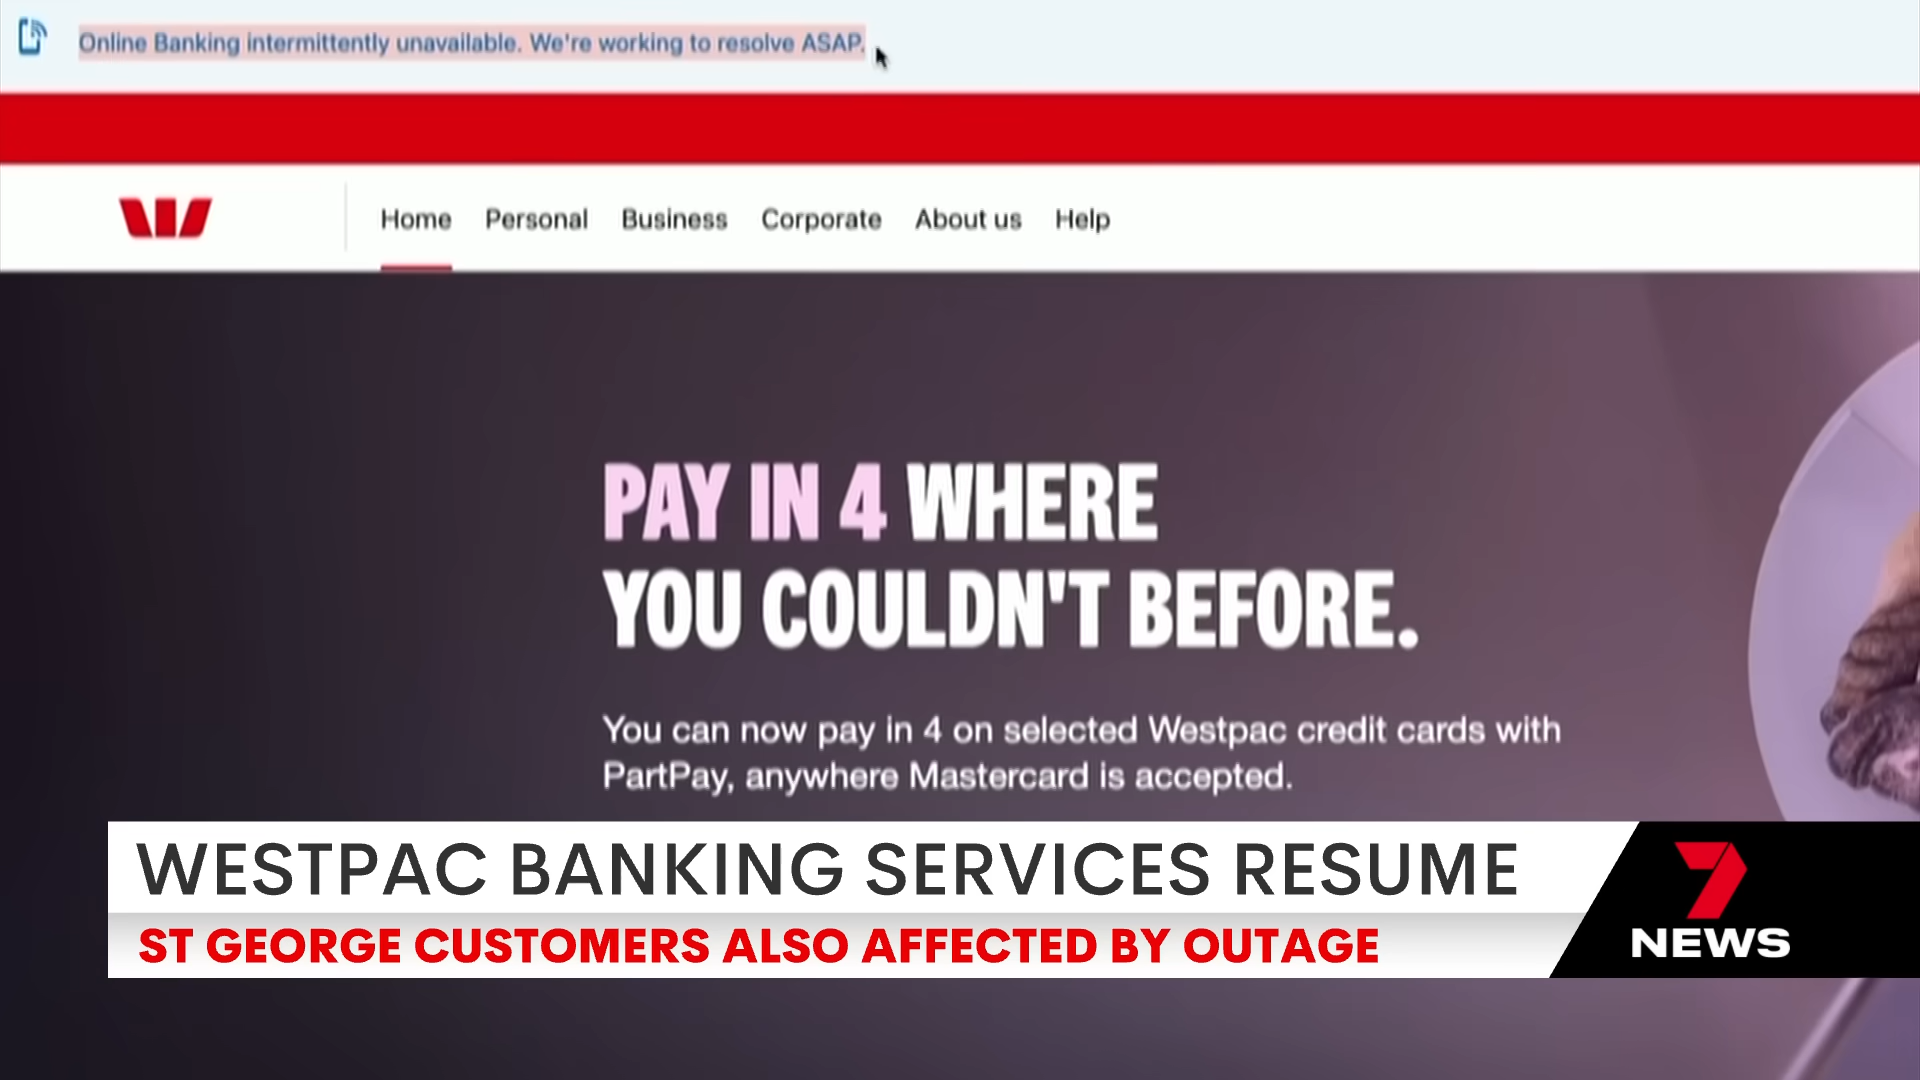 Online Banking intermittently unavailable. We're working to resolve ASAP.
Home Personal Business Corporate About us Help
PAY IN 4 WHERE
YOU COULDN'T BEFORE.
You can now pay in 4 on selected Westpac credit cards with
PartPay, anywhere Mastercard is accepted.
WESTPAC BANKING SERVICES RESUME
ST GEORGE CUSTOMERS ALSO AFFECTED BY OUTAGE
7
NEWS